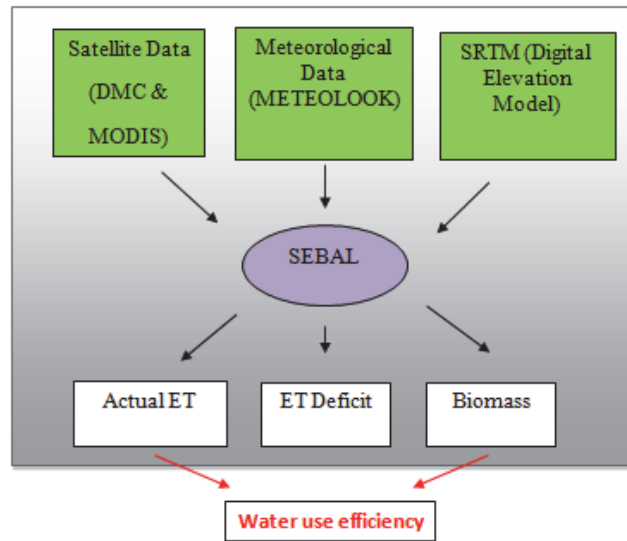 Satellite Data
(DMC &
MODIS)
Meteorological
Data
(METEOLOOK)
SRTM (Digital
Elevation
Model)
SEBAL
Actual ET
ET Deficit
Biomass
Water use efficiency